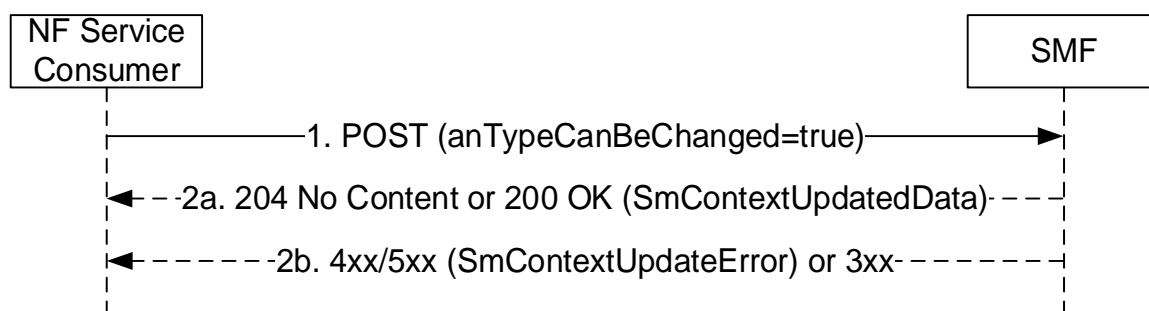 NF Service
Consumer
SMF
1. POST (anTypeCanBeChanged=true)
2a. 204 No Content or 200 OK (SmContextUpdatedData)
2b. 4xx/5xx (SmContextUpdateError) or 3xx